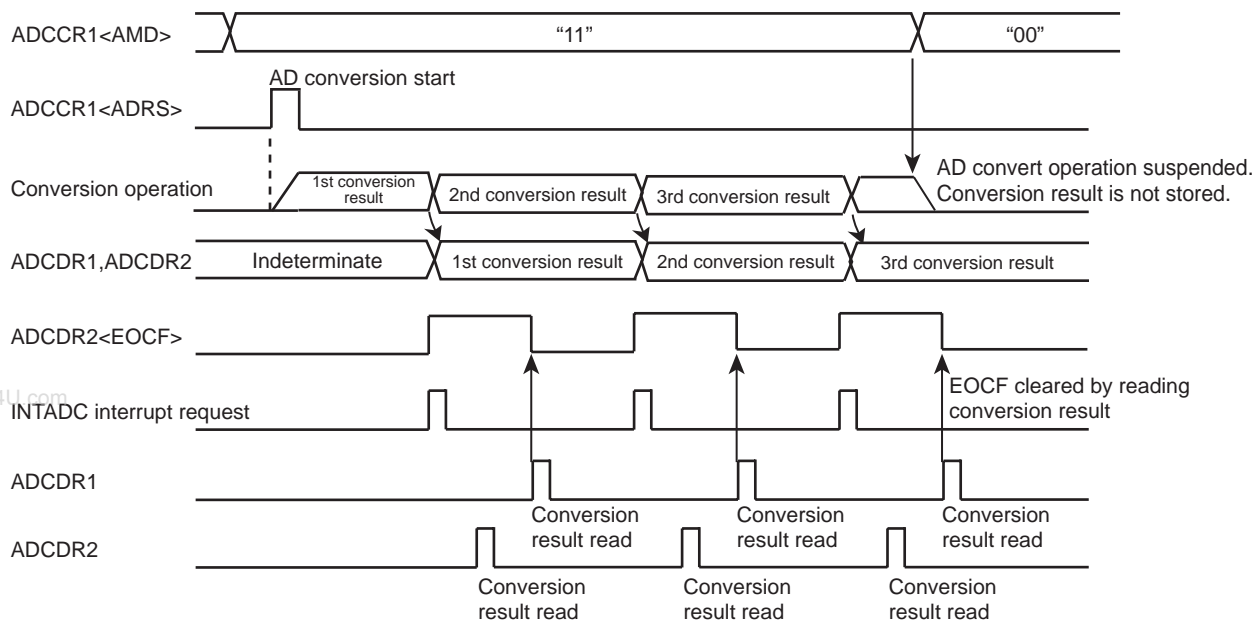 ADCCR1<AMD>
“11”
“00”
AD conversion start
ADCCR1<ADRS>
AD convert operation suspended.
Conversion result is not stored.
Conversion operation
1st conversion
result
2nd conversion result
3rd conversion result
ADCDR1,ADCDR2
Indeterminate
1st conversion result
2nd conversion result
3rd conversion result
ADCDR2<EOCF>
EOCF cleared by reading
conversion result
4U.com
INTADC interrupt request
ADCDR1
Conversion
result read
Conversion
result read
Conversion
result read
ADCDR2
Conversion
result read
Conversion
result read
Conversion
result read